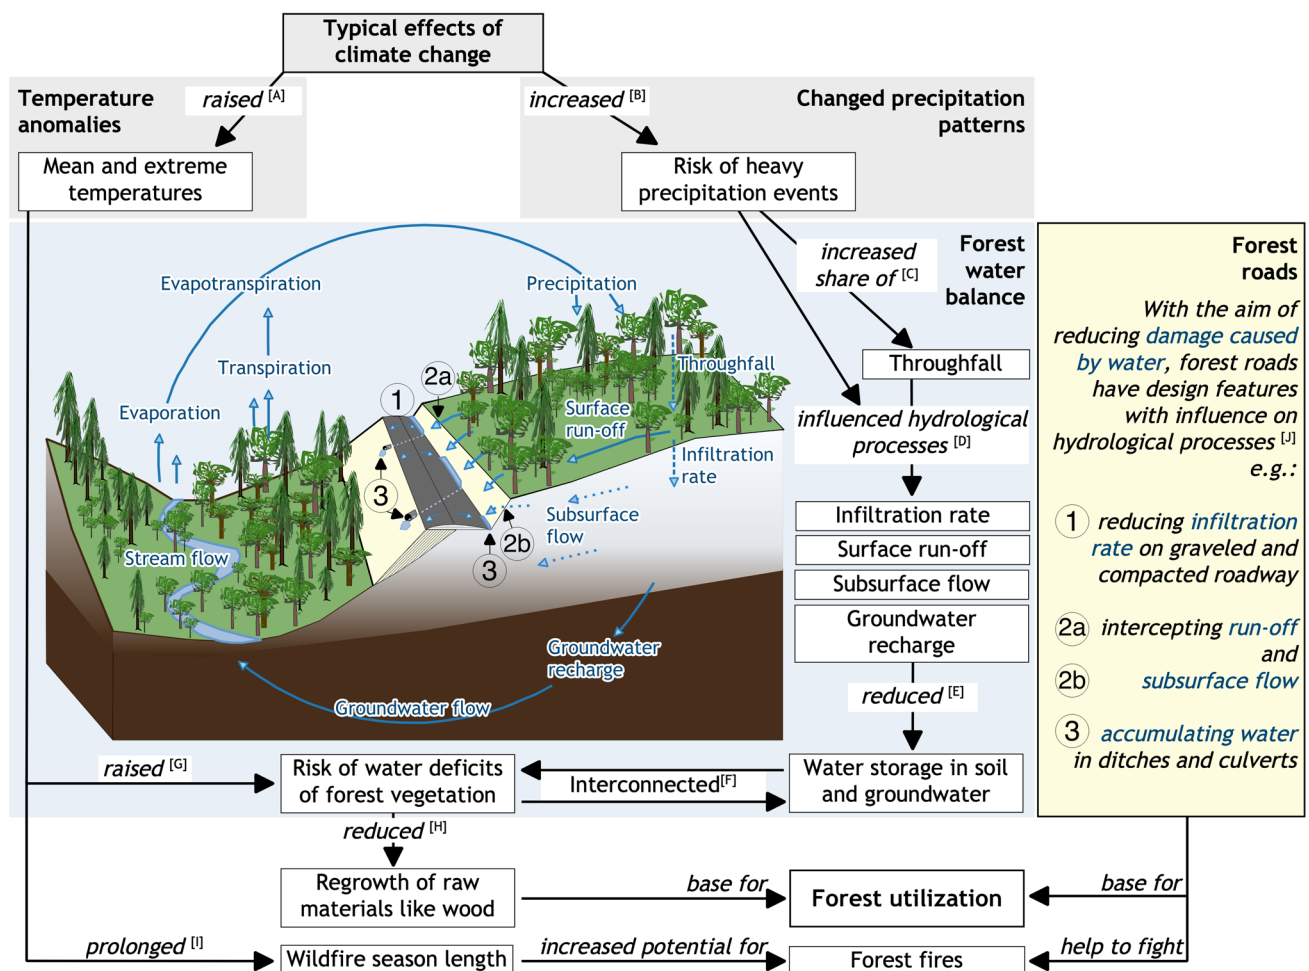 Typical effects of
climate change
Temperature
anomalies
raised [A]
increased [B]
Changed precipitation
patterns
Mean and extreme
temperatures
Risk of heavy
precipitation events
Forest
water
balance
increased
share of [C]
Throughfall
influenced hydrological
processes [D]
Infiltration rate
Surface run-off
Subsurface flow
Groundwater
recharge
reduced [E]
Evapotranspiration
Precipitation
Transpiration
Throughfall
Evaporation
1
2a
Surface
run-off
Infiltration
rate
3
Subsurface
flow
2b
3
Stream flow
Groundwater
recharge
Groundwater flow
raised [G]
Risk of water deficits
of forest vegetation
Interconnected[F]
Water storage in soil
and groundwater
reduced [H]
Regrowth of raw
materials like wood
base for
Forest utilization
base for
prolonged [I]
Wildfire season length
increased potential for
Forest fires
help to fight
Forest
roads
With the aim of
reducing damage caused
by water, forest roads
have design features
with influence on
hydrological processes [J]
e.g.:
1 reducing infiltration
rate on graveled and
compacted roadway
2a intercepting run-off
and
2b subsurface flow
3 accumulating water
in ditches and culverts